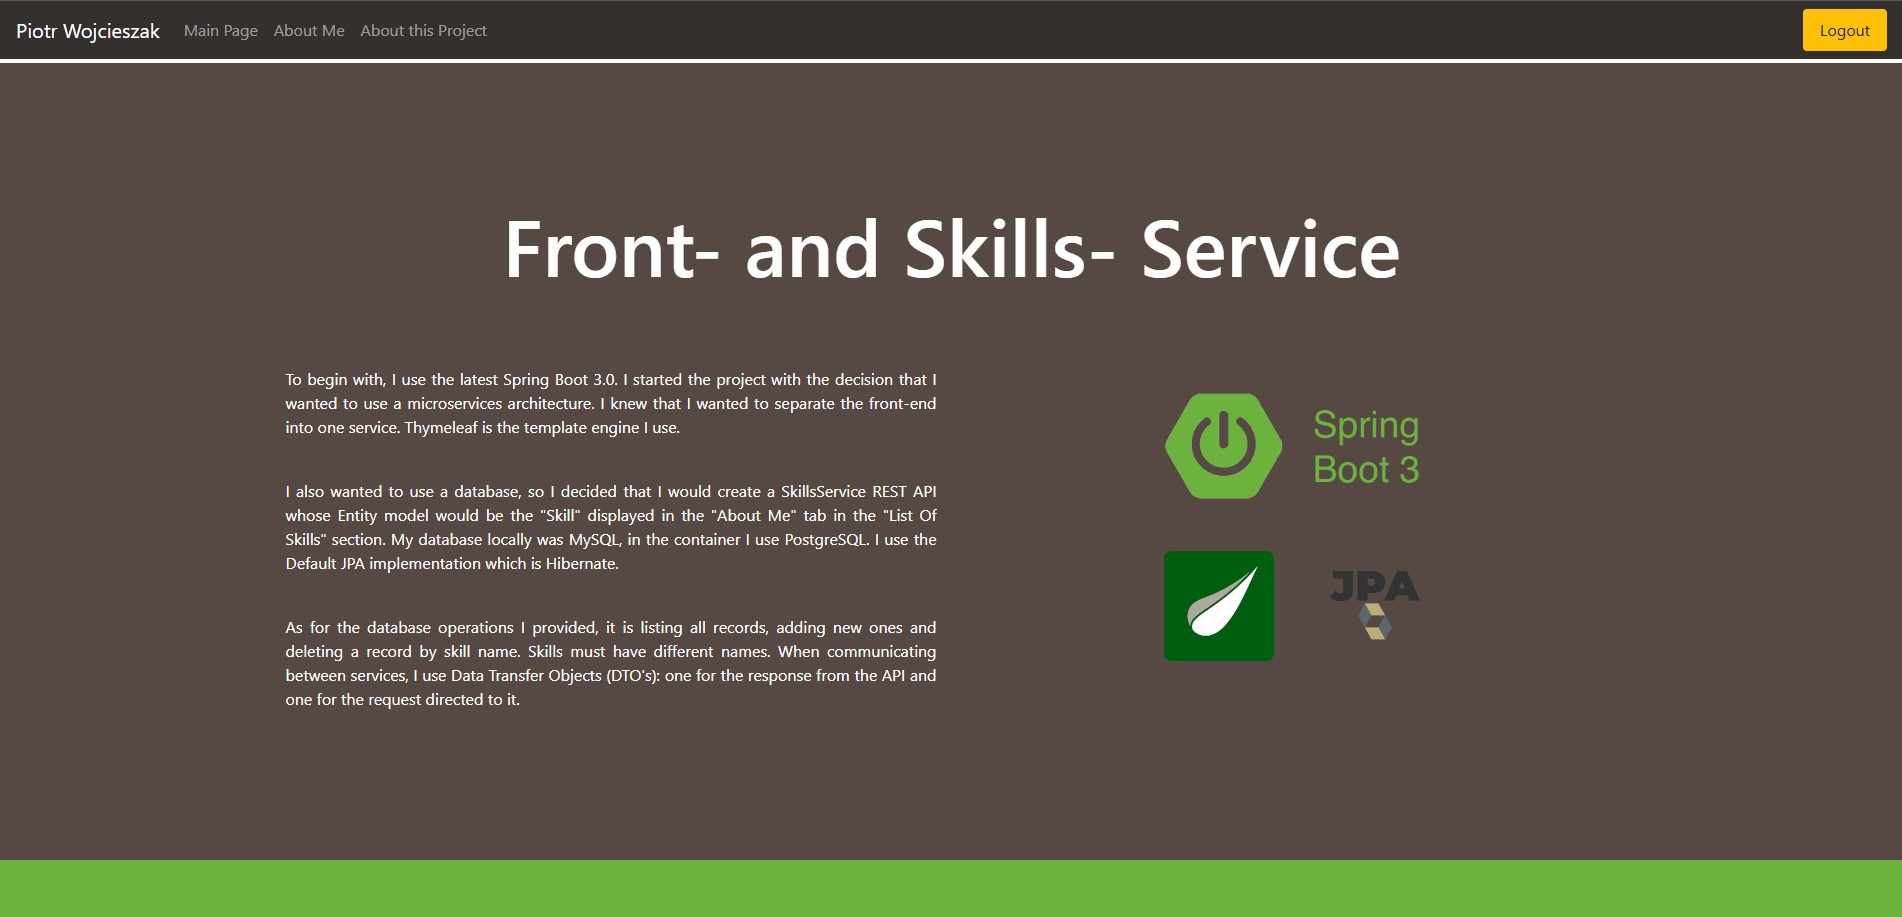 Piotr Wojcieszak Main Page About Me About this Project Logout
Front- and Skills- Service
To begin with, I use the latest Spring Boot 3.0. I started the project with the decision that I
wanted to use a microservices architecture. I knew that I wanted to separate the front-end
into one service. Thymeleaf is the template engine I use.
I also wanted to use a database, so I decided that I would create a SkillsService REST API
whose Entity model would be the "Skill" displayed in the "About Me" tab in the "List Of
Skills" section. My database locally was MySQL, in the container I use PostgreSQL. I use the
Default JPA implementation which is Hibernate.
As for the database operations I provided, it is listing all records, adding new ones and
deleting a record by skill name. Skills must have different names. When communicating
between services, I use Data Transfer Objects (DTO's): one for the response from the API and
one for the request directed to it.
Spring
Boot 3
JPA